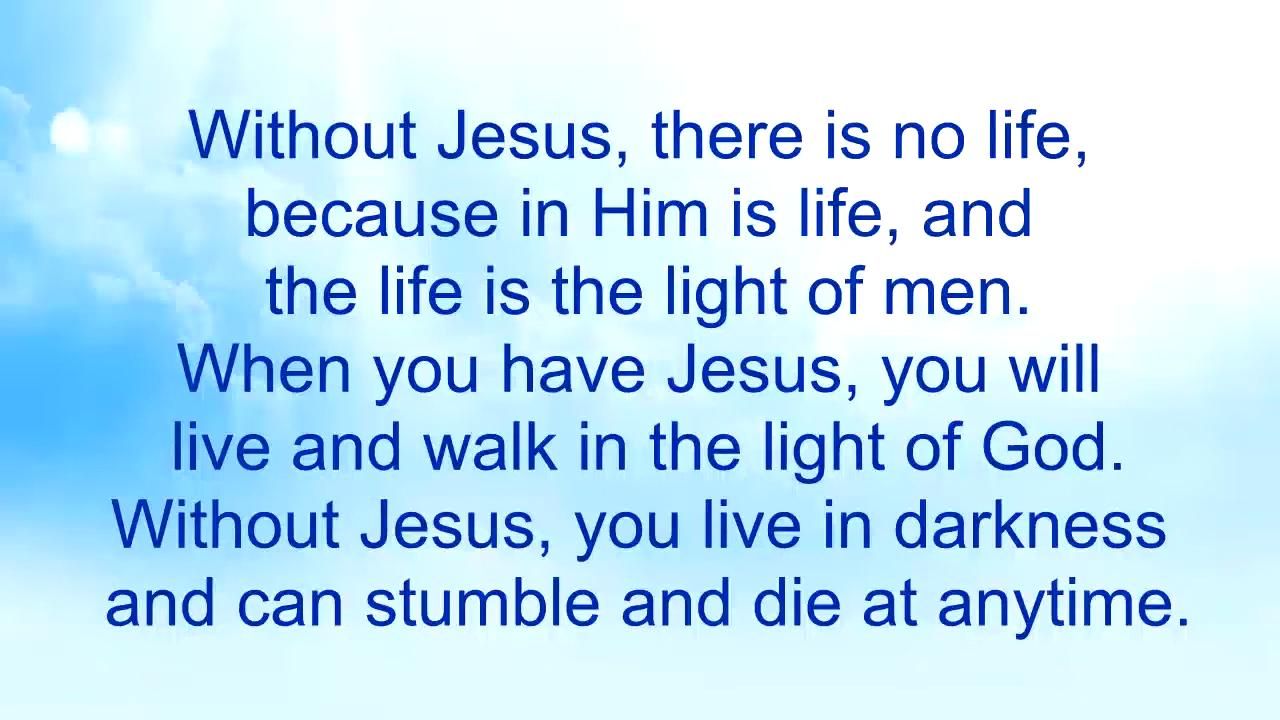 Without Jesus, there is no life,
because in Him is life, and
the life is the light of men.
When you have Jesus, you will
live and walk in the light of God.
Without Jesus, you live in darkness
and can stumble and die at anytime.